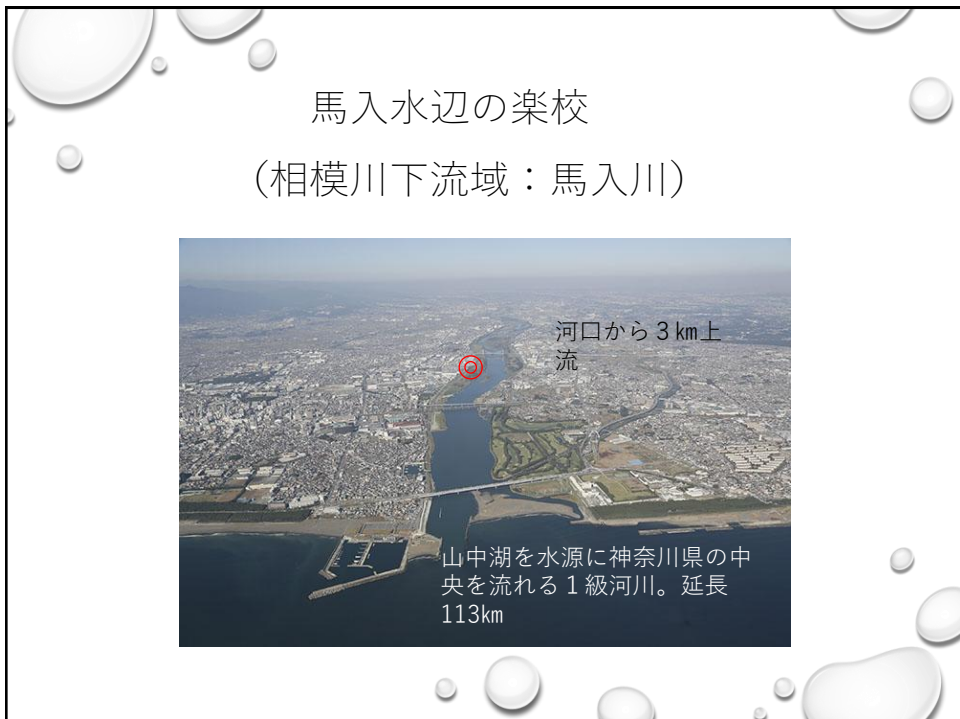 馬入水辺の楽校
(相模川下流域：馬入川)
河口から３㎞上
流
山中湖を水源に神奈川県の中
央を流れる１級河川。延長
113㎞